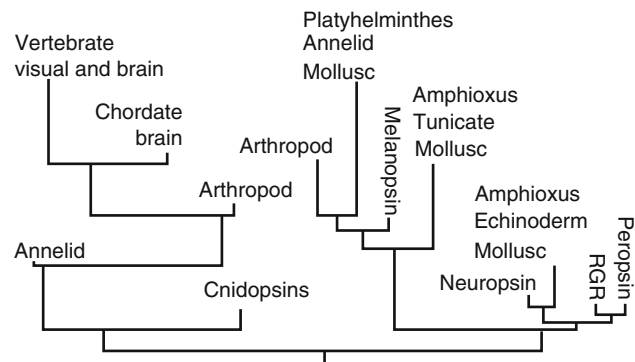 Vertebrate
visual and brain
Chordate
brain
Arthropod
Annelid
Cnidopsins
Platyhelminthes
Annelid
Mollusc
Arthropod
Melanopsin
Amphioxus
Tunicate
Mollusc
Amphioxus
Echinoderm
Mollusc
Neuropsin
RGR
Peropsin